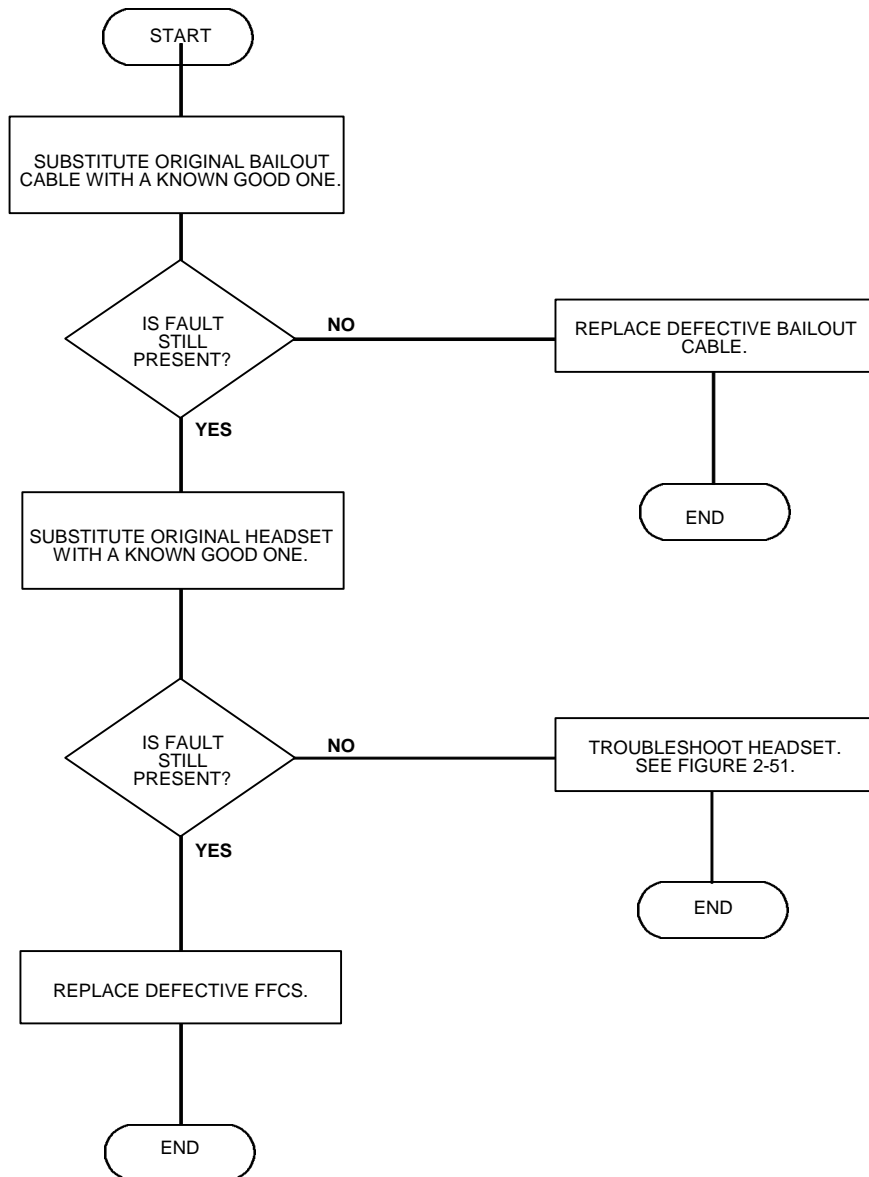 START
SUBSTITUTE ORIGINAL BAILOUT
CABLE WITH A KNOWN GOOD ONE.
IS FAULT
STILL
PRESENT?
NO
REPLACE DEFECTIVE BAILOUT
CABLE.
YES
END
SUBSTITUTE ORIGINAL HEADSET
WITH A KNOWN GOOD ONE.
IS FAULT
STILL
PRESENT?
NO
TROUBLESHOOT HEADSET.
SEE FIGURE 2-51.
YES
END
REPLACE DEFECTIVE FFCS.
END